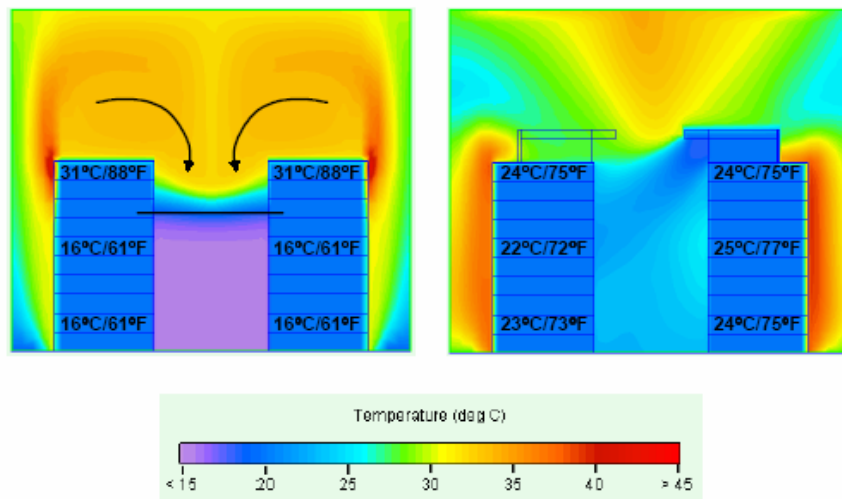 31ºC/88ºF 31ºC/88ºF 24ºC/75ºF 24ºC/75ºF
16ºC/61ºF 16ºC/61ºF 22ºC/72ºF 25ºC/77ºF
16ºC/61ºF 16ºC/61ºF 23ºC/73ºF 24ºC/75ºF
Temperature (deg C)
< 15 20 25 30 35 40 > 45